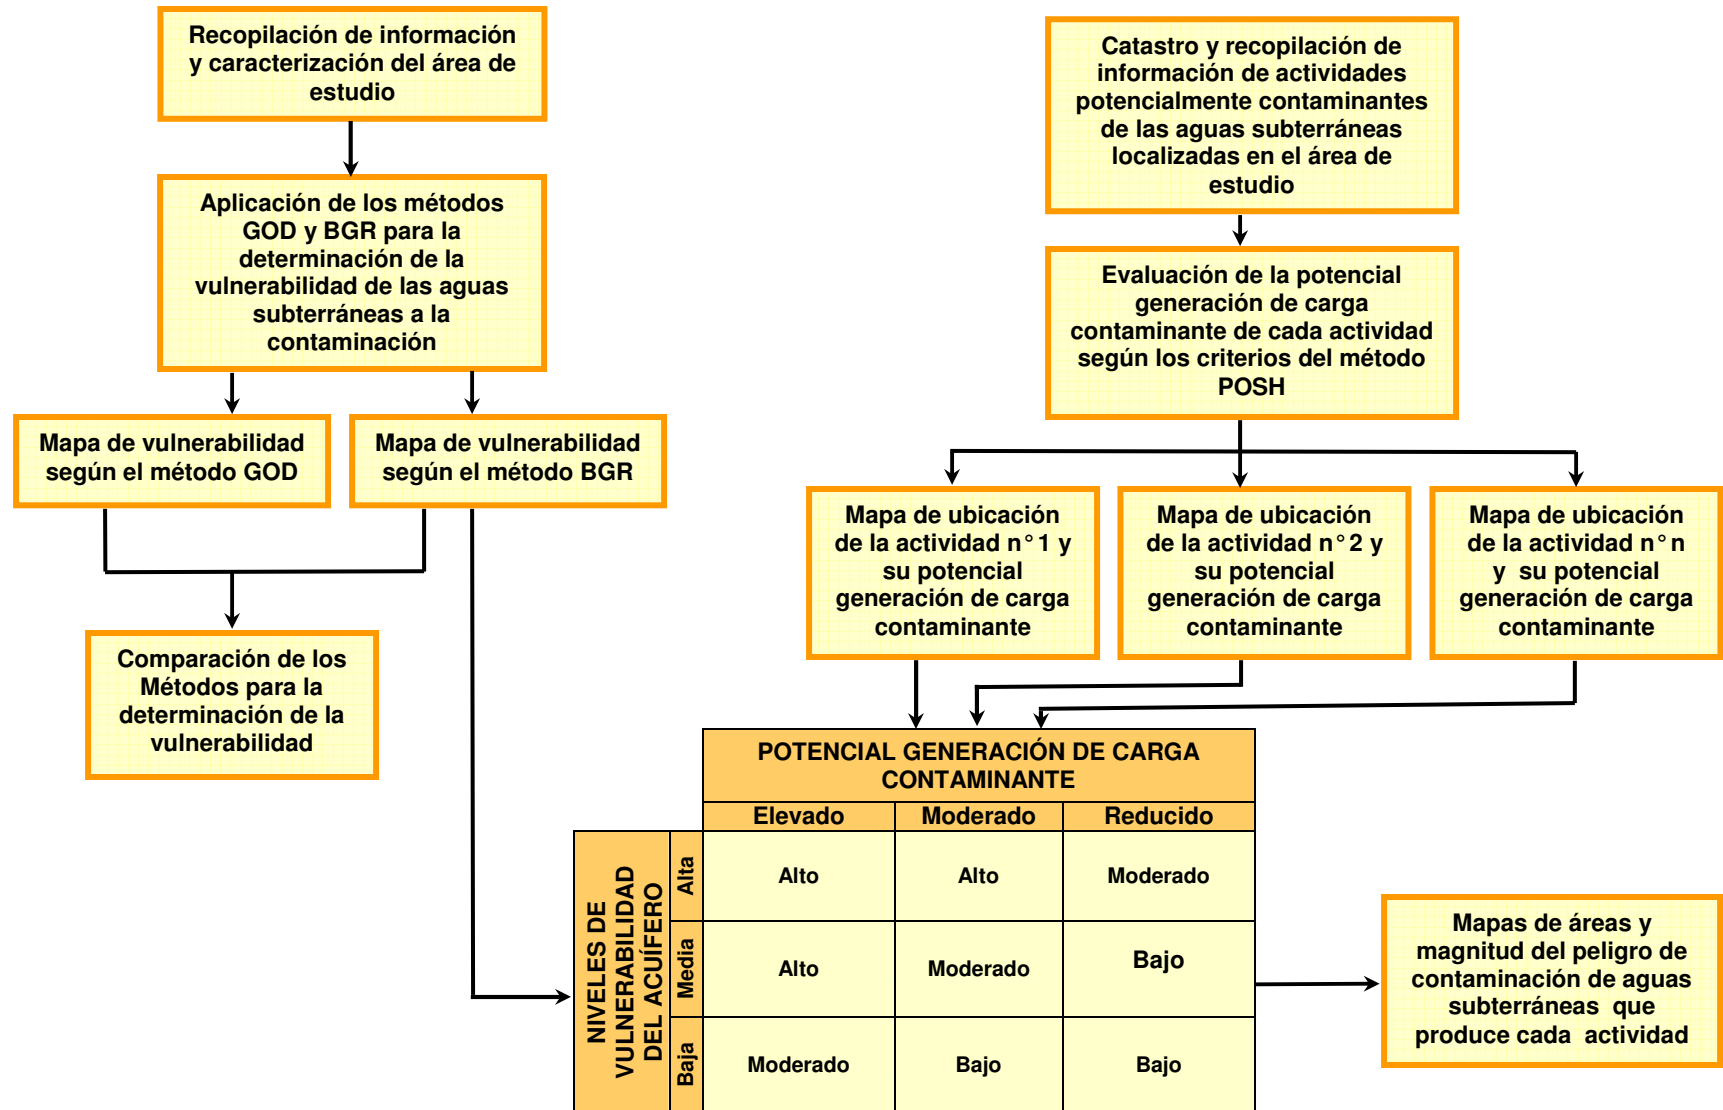 Recopilación de información
y caracterización del área de
estudio
Aplicación de los métodos
GOD y BGR para la
determinación de la
vulnerabilidad de las aguas
subterráneas a la
contaminación
Mapa de vulnerabilidad
según el método GOD
Mapa de vulnerabilidad
según el método BGR
Comparación de los
Métodos para la
determinación de la
vulnerabilidad
Catastro y recopilación de
información de actividades
potencialmente contaminantes
de las aguas subterráneas
localizadas en el área de
estudio
Evaluación de la potencial
generación de carga
contaminante de cada actividad
según los criterios del método
POSH
Mapa de ubicación
de la actividad n°1 y
su potencial
generación de carga
contaminante
Mapa de ubicación
de la actividad n°2 y
su potencial
generación de carga
contaminante
Mapa de ubicación
de la actividad n°n
y su potencial
generación de carga
contaminante
POTENCIAL GENERACIÓN DE CARGA
CONTAMINANTE
Elevado Moderado Reducido
NIVELES DE
VULNERABILIDAD
DEL ACUÍFERO
Alta Alto Alto Moderado
Media Alto Moderado Bajo
Baja Moderado Bajo Bajo
Mapas de áreas y
magnitud del peligro de
contaminación de aguas
subterráneas que
produce cada actividad